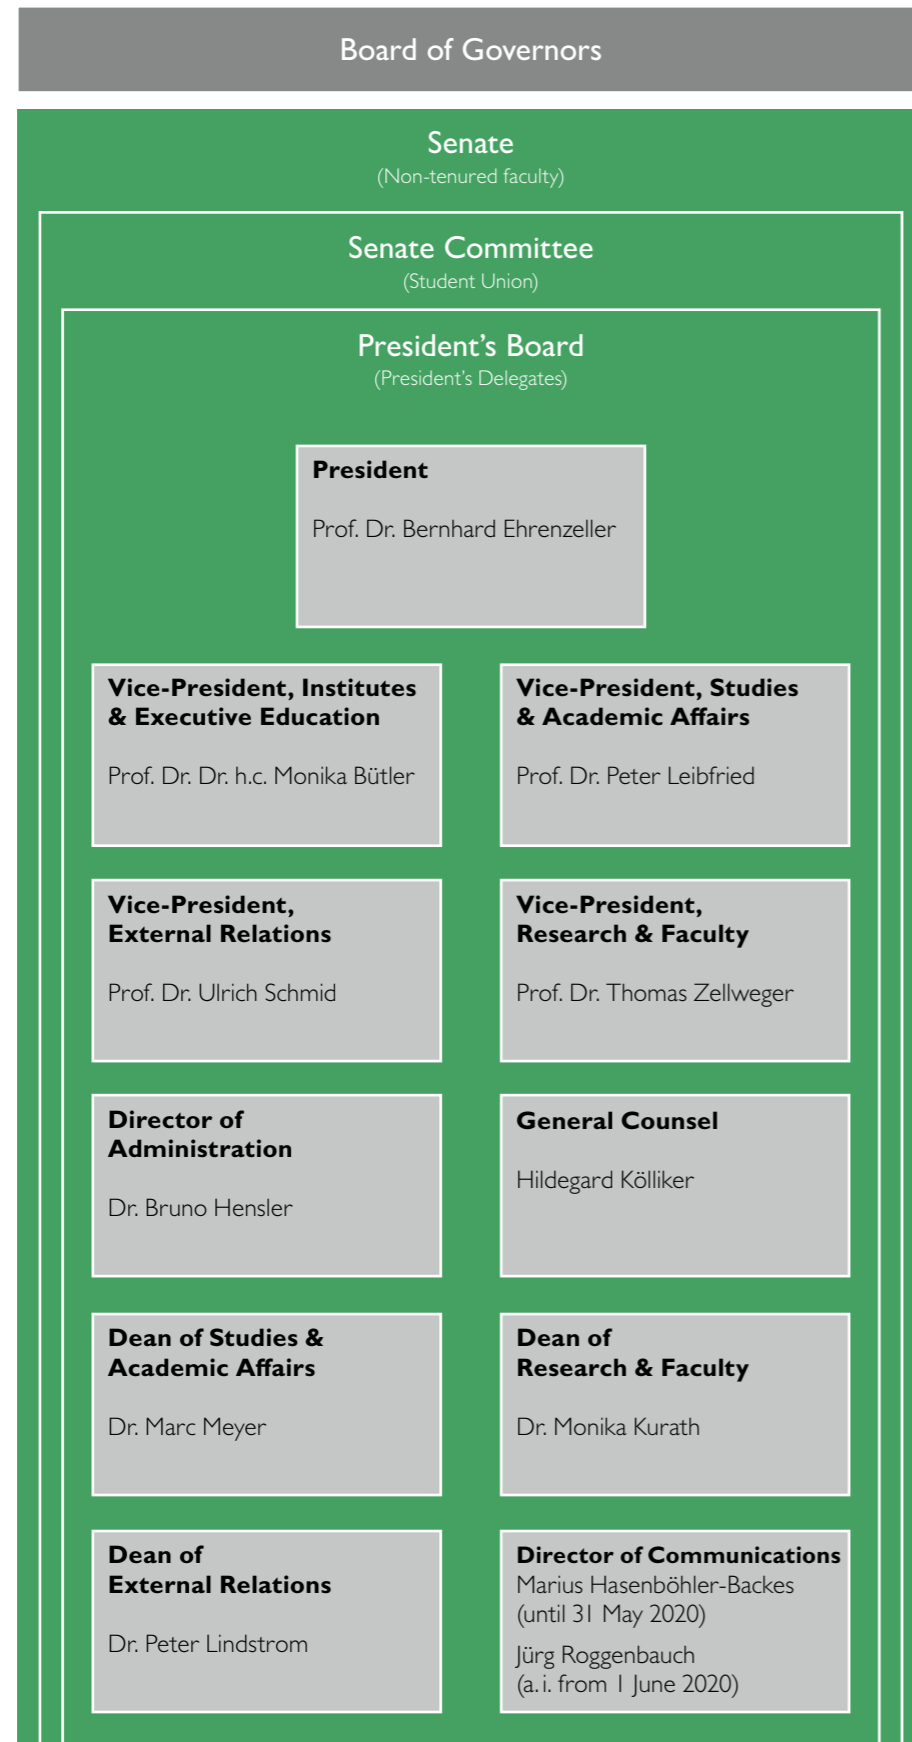 Board of Governors
Senate
(Non-tenured faculty)
Senate Committee
(Student Union)
President’s Board
(President’s Delegates)
President
Prof. Dr. Bernhard Ehrenzeller
Vice-President, Institutes
& Executive Education
Prof. Dr. Dr. h.c. Monika Bütler
Vice-President, Studies
& Academic Affairs
Prof. Dr. Peter Leibfried
Vice-President,
External Relations
Prof. Dr. Ulrich Schmid
Vice-President,
Research & Faculty
Prof. Dr. Thomas Zellweger
Director of
Administration
Dr. Bruno Hensler
General Counsel
Hildegard Kölliker
Dean of Studies &
Academic Affairs
Dr. Marc Meyer
Dean of
Research & Faculty
Dr. Monika Kurath
Dean of
External Relations
Dr. Peter Lindstrom
Director of Communications
Marius Hasenböhler-Backes
(until 31 May 2020)
Jürg Roggenbauch
(a. i. from 1 June 2020)